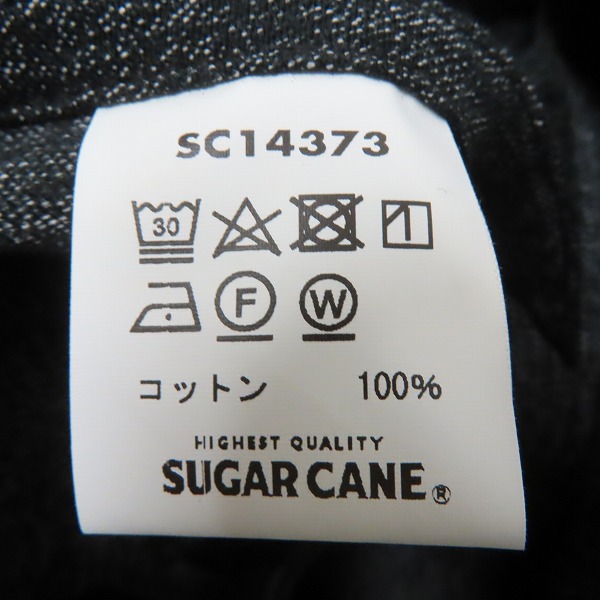 SC14373
30
F W
コットン 100%
HIGHEST QUALITY
SUGAR CANE®